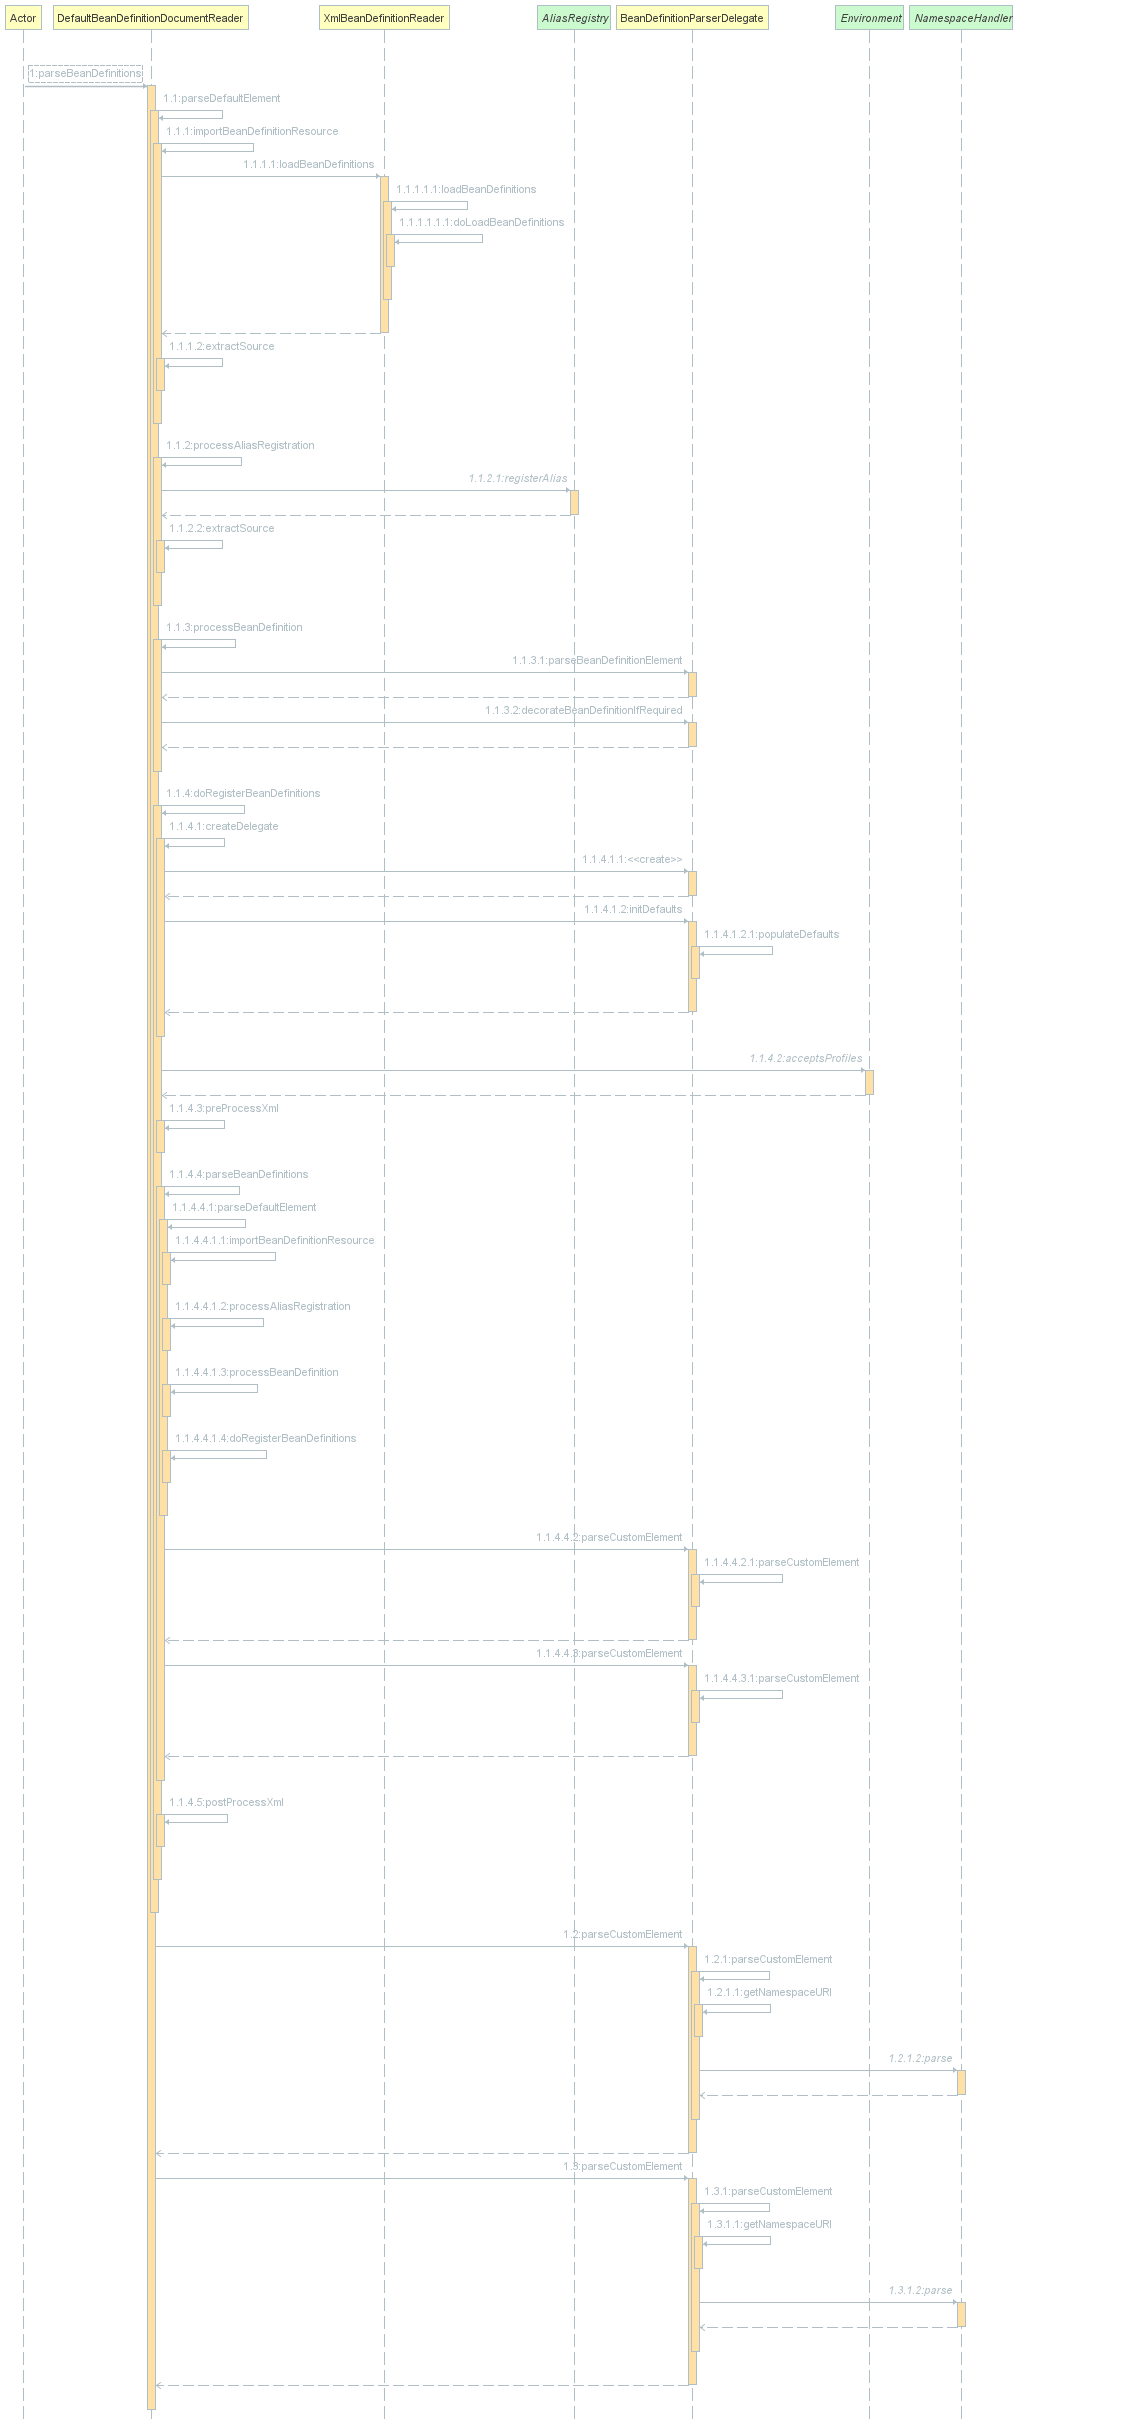 Actor
DefaultBeanDefinitionDocumentReader
XmlBeanDefinitionReader
AliasRegistry
BeanDefinitionParserDelegate
Environment
NamespaceHandler
1:parseBeanDefinitions
1.1:parseDefaultElement
1.1.1:importBeanDefinitionResource
1.1.1.1:loadBeanDefinitions
1.1.1.1.1:loadBeanDefinitions
1.1.1.1.1.1:doLoadBeanDefinitions
1.1.1.2:extractSource
1.1.2:processAliasRegistration
1.1.2.1:registerAlias
1.1.2.2:extractSource
1.1.3:processBeanDefinition
1.1.3.1:parseBeanDefinitionElement
1.1.3.2:decorateBeanDefinitionIfRequired
1.1.4:doRegisterBeanDefinitions
1.1.4.1:createDelegate
1.1.4.1.1:<<create>>
1.1.4.1.2:initDefaults
1.1.4.1.2.1:populateDefaults
1.1.4.2:acceptsProfiles
1.1.4.3:preProcessXml
1.1.4.4:parseBeanDefinitions
1.1.4.4.1:parseDefaultElement
1.1.4.4.1.1:importBeanDefinitionResource
1.1.4.4.1.2:processAliasRegistration
1.1.4.4.1.3:processBeanDefinition
1.1.4.4.1.4:doRegisterBeanDefinitions
1.1.4.4.2:parseCustomElement
1.1.4.4.2.1:parseCustomElement
1.1.4.4.3:parseCustomElement
1.1.4.4.3.1:parseCustomElement
1.1.4.5:postProcessXml
1.2:parseCustomElement
1.2.1:parseCustomElement
1.2.1.1:getNamespaceURI
1.2.1.2:parse
1.3:parseCustomElement
1.3.1:parseCustomElement
1.3.1.1:getNamespaceURI
1.3.1.2:parse